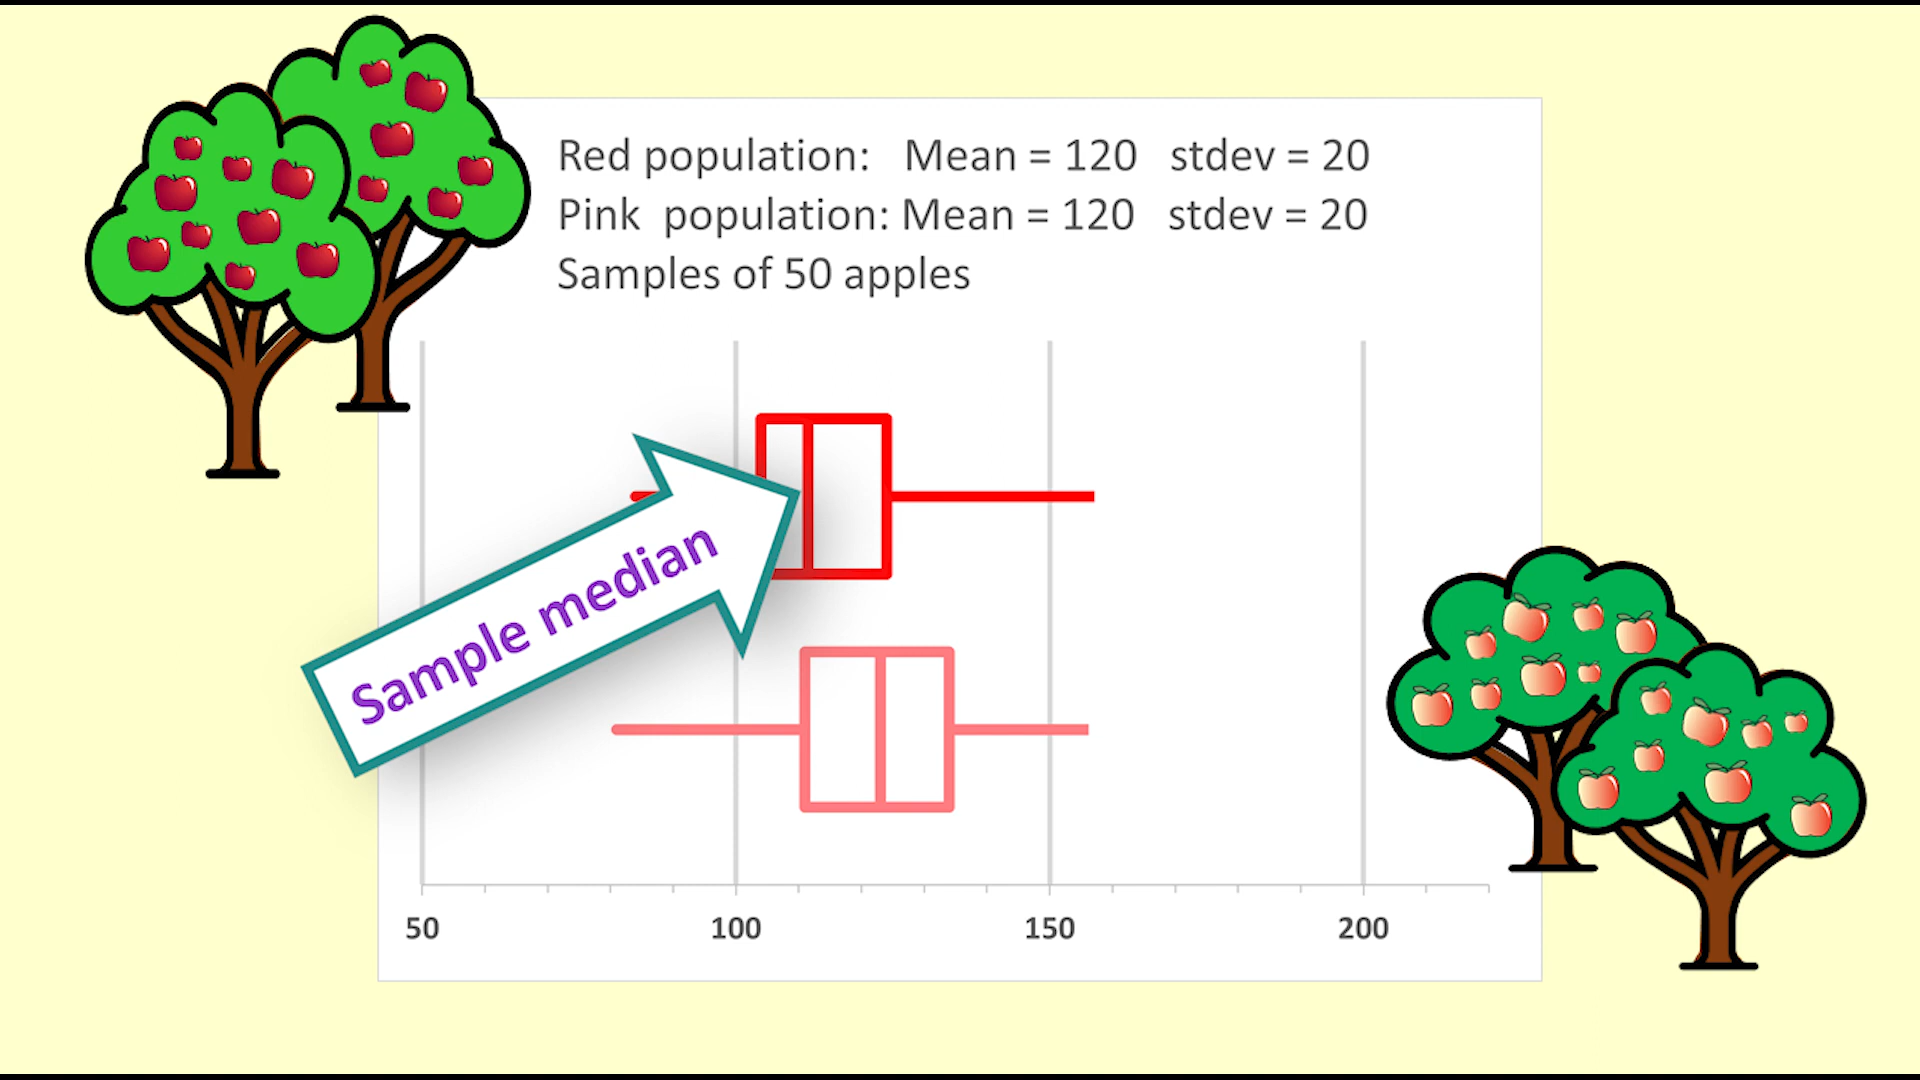 Red population: Mean = 120 stdev = 20
Pink population: Mean = 120 stdev = 20
Samples of 50 apples
Sample median
50 100 150 200